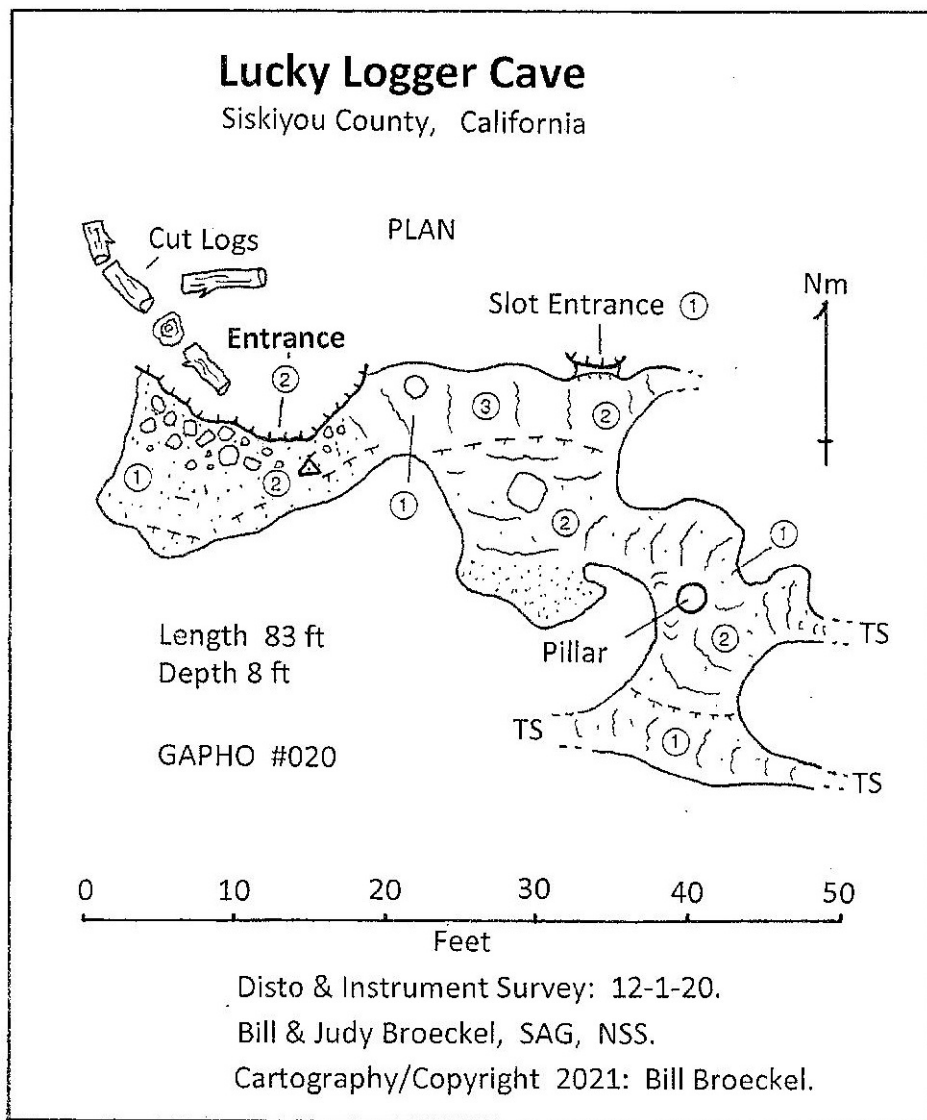 Lucky Logger Cave
Siskiyou County, California
Cut Logs
PLAN
Nm
Slot Entrance 1
Entrance
2
3
2
1
2
1
2
1
Pillar
2
TS
Length 83 ft
Depth 8 ft
TS
1
GAPHO #020
TS
0 10 20 30 40 50
Feet
Disto & Instrument Survey: 12-1-20.
Bill & Judy Broeckel, SAG, NSS.
Cartography/Copyright 2021: Bill Broeckel.